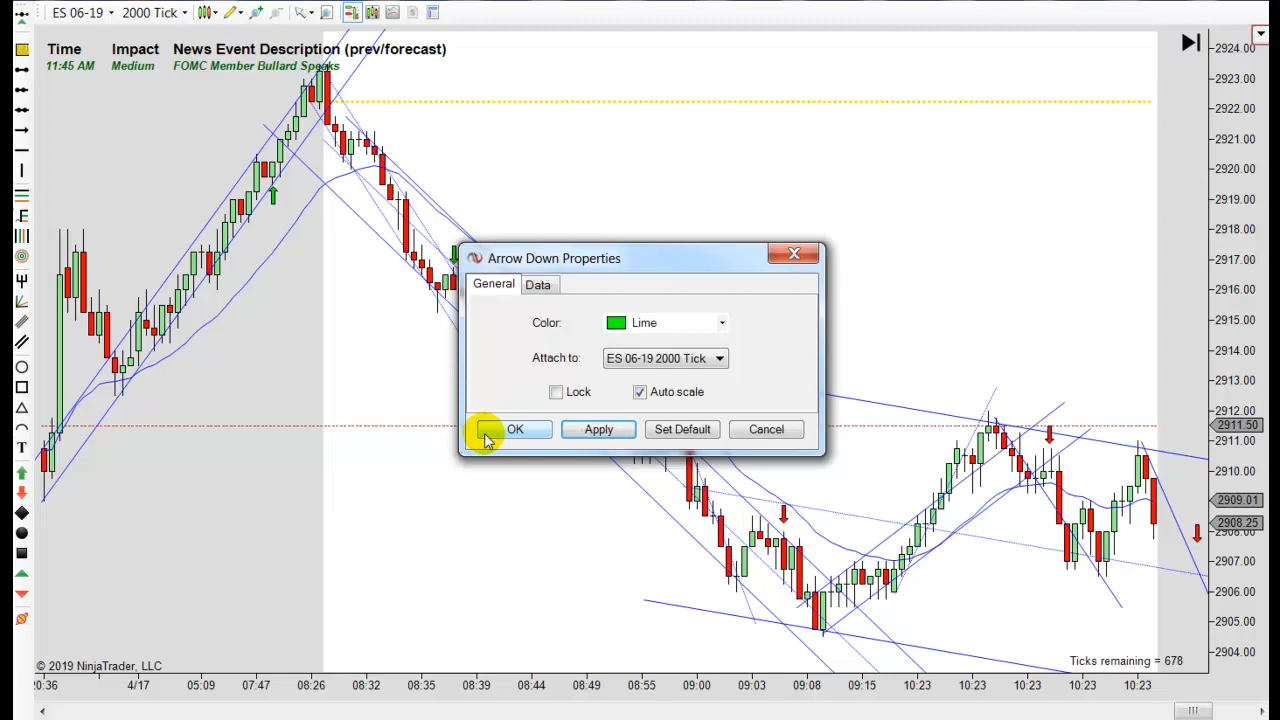 ES 06-19 2000 Tick
Time Impact News Event Description (prev/forecast)
11:45 AM Medium FOMC Member Bullard Speaks
2924.00
2923.00
2922.00
2921.00
2920.00
2919.00
2918.00
2917.00
2916.00
2915.00
2914.00
2913.00
2912.00
2911.50
2911.00
2910.00
2909.01
2908.25
2908.00
2907.00
2906.00
2905.00
2904.00
Arrow Down Properties
General Data
Color: Lime
Attach to: ES 06-19 2000 Tick
Lock Auto scale
OK Apply Set Default Cancel
F
T
© 2019 NinjaTrader, LLC
Ticks remaining = 678
20:36 4/17 05:09 07:47 08:26 08:32 08:35 08:39 08:44 08:49 08:55 09:00 09:03 09:08 09:15 10:23 10:23 10:23 10:23 10:23